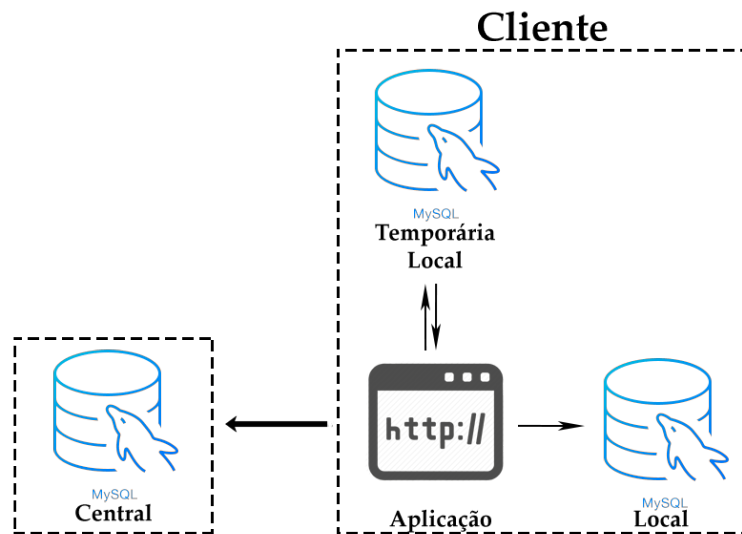 Cliente
MySQL
Temporária
Local
http://
Aplicação
MySQL
Central
MySQL
Local